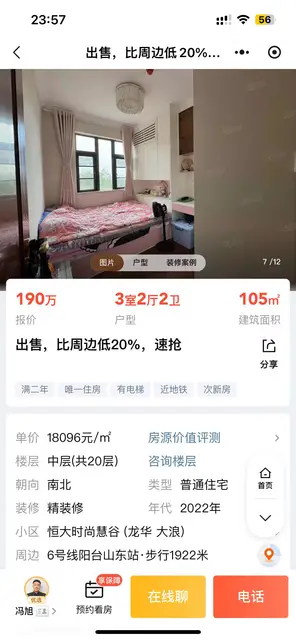 23:57
56
出售，比周边低20%...
图片
户型
装修案例
7 /12
190万
3室2厅2卫
105㎡
报价
户型
建筑面积
出售，比周边低20%，速抢
分享
满二年
唯一住房
有电梯
近地铁
次新房
单价 18096元/㎡ 房源价值评测
楼层 中层(共20层) 咨询楼层
首页
朝向 南北 类型 普通住宅
装修 精装修 年代 2022年
小区 恒大时尚慧谷 (龙华 大浪)
周边 6号线阳台山东站·步行1922米
享保障
优店
冯旭
预约看房
在线聊
电话